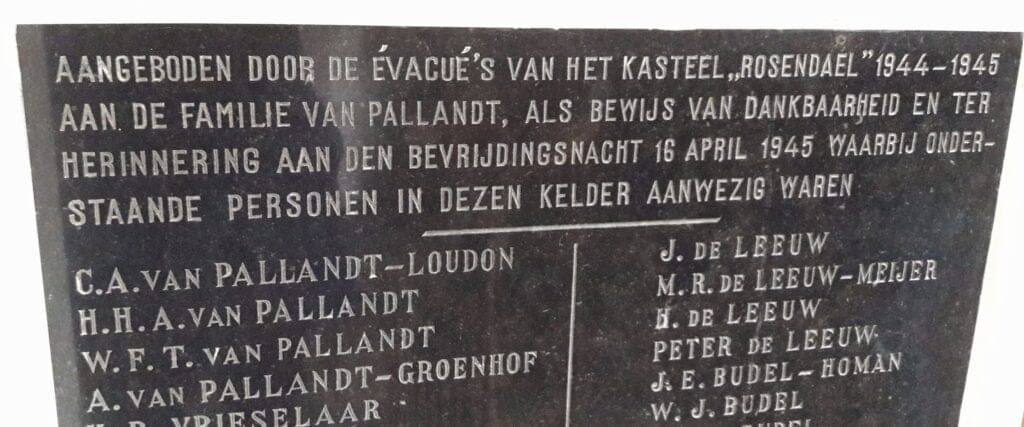 AANGEBODEN DOOR DE ÉVACUÉ'S VAN HET KASTEEL „ROSENDAEL" 1944-1945
AAN DE FAMILIE VAN PALLANDT, ALS BEWIJS VAN DANKBAARHEID EN TER
HERINNERING AAN DEN BEVRIJDINGSNACHT 16 APRIL 1945 WAARBIJ ONDER-
STAANDE PERSONEN IN DEZEN KELDER AANWEZIG WAREN
C.A. VAN PALLANDT-LOUDON
H.H.A. VAN PALLANDT
W.F.T. VAN PALLANDT
A. VAN PALLANDT-GROENHOF
VRIESELAAR
J. DE LEEUW
M.R. DE LEEUW-MEIJER
H. DE LEEUW
PETER DE LEEUW
J.E. BUDEL-HOMAN
W.J. BUDEL